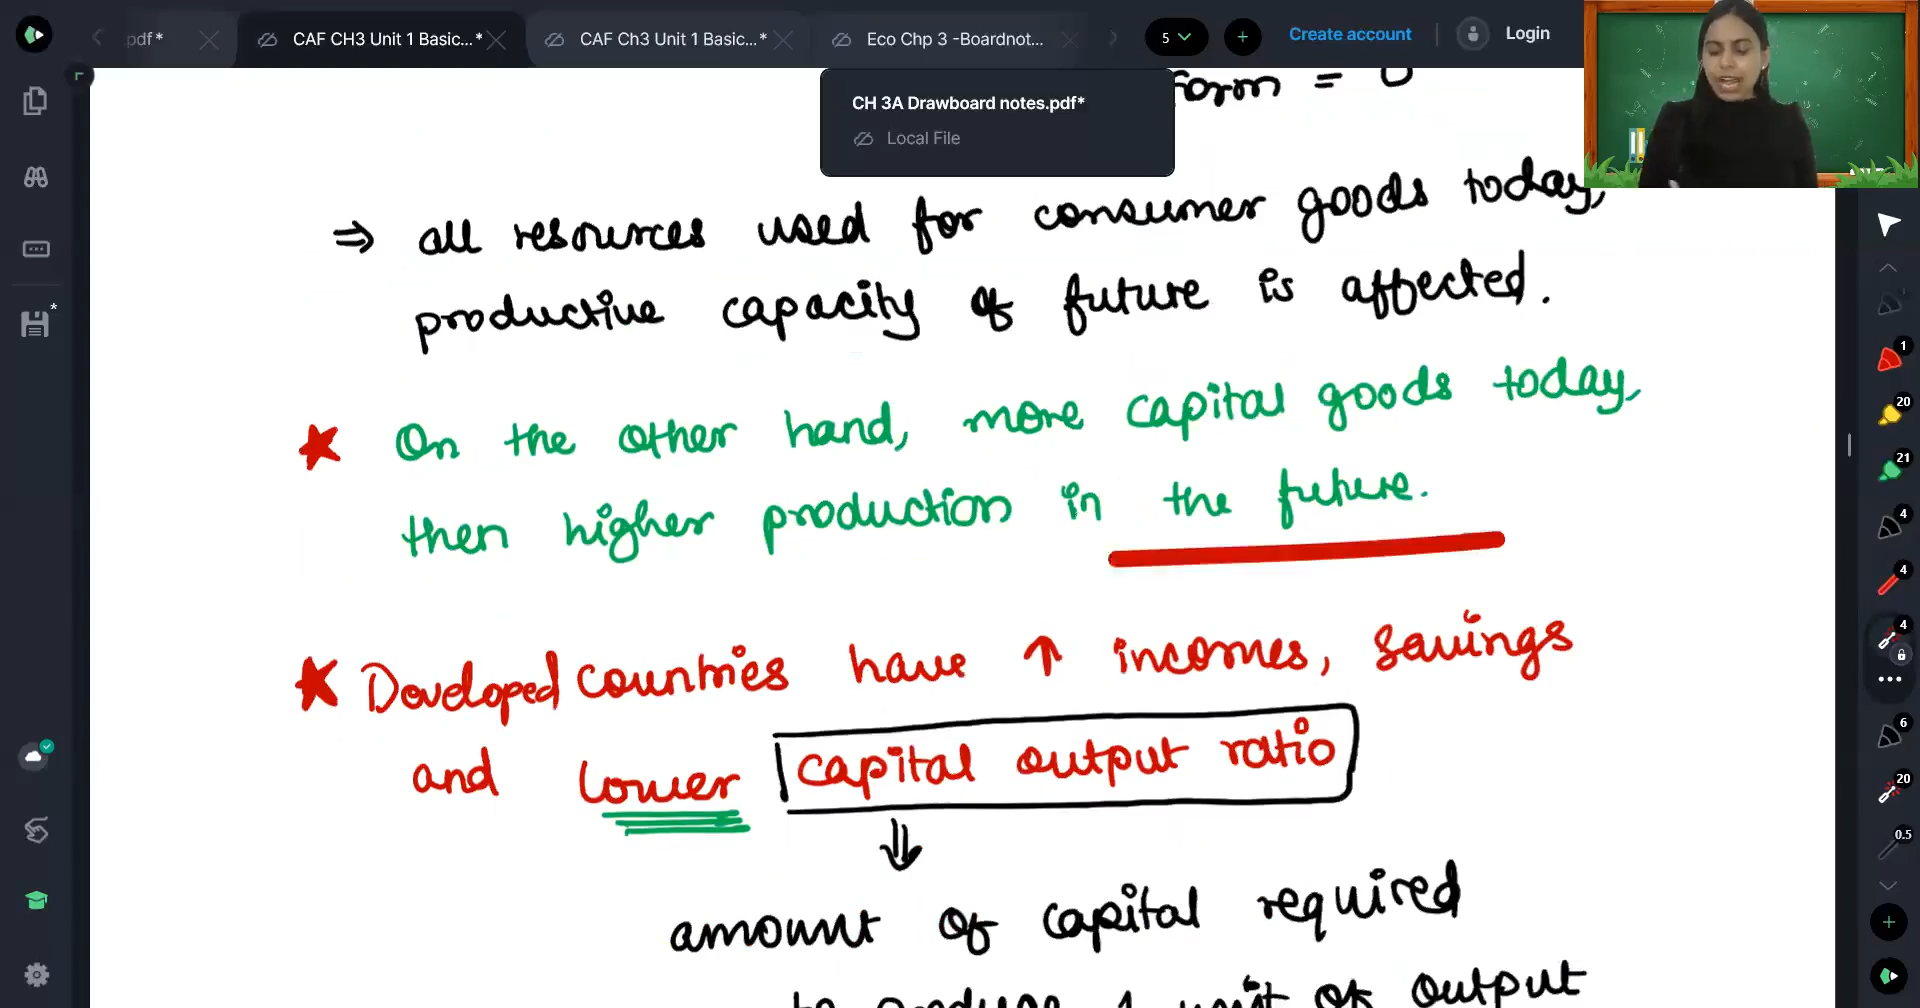 pdf *
CAF CH3 Unit 1 Basic...*
CAF Ch3 Unit 1 Basic...*
Eco Chp 3 -Boardnot...
5
Create account
Login
CH 3A Drawboard notes.pdf*
Local File
form = 0
⇒ all resources used for consumer goods today,
productive capacity of future is affected.
★ On the other hand, more capital goods today,
then higher production in the future.
★ Developed countries have ↑ incomes, savings
and lower capital output ratio
⇓
amount of capital required
to produce 1 unit of output
1
20
21
4
4
4
6
20
0.5